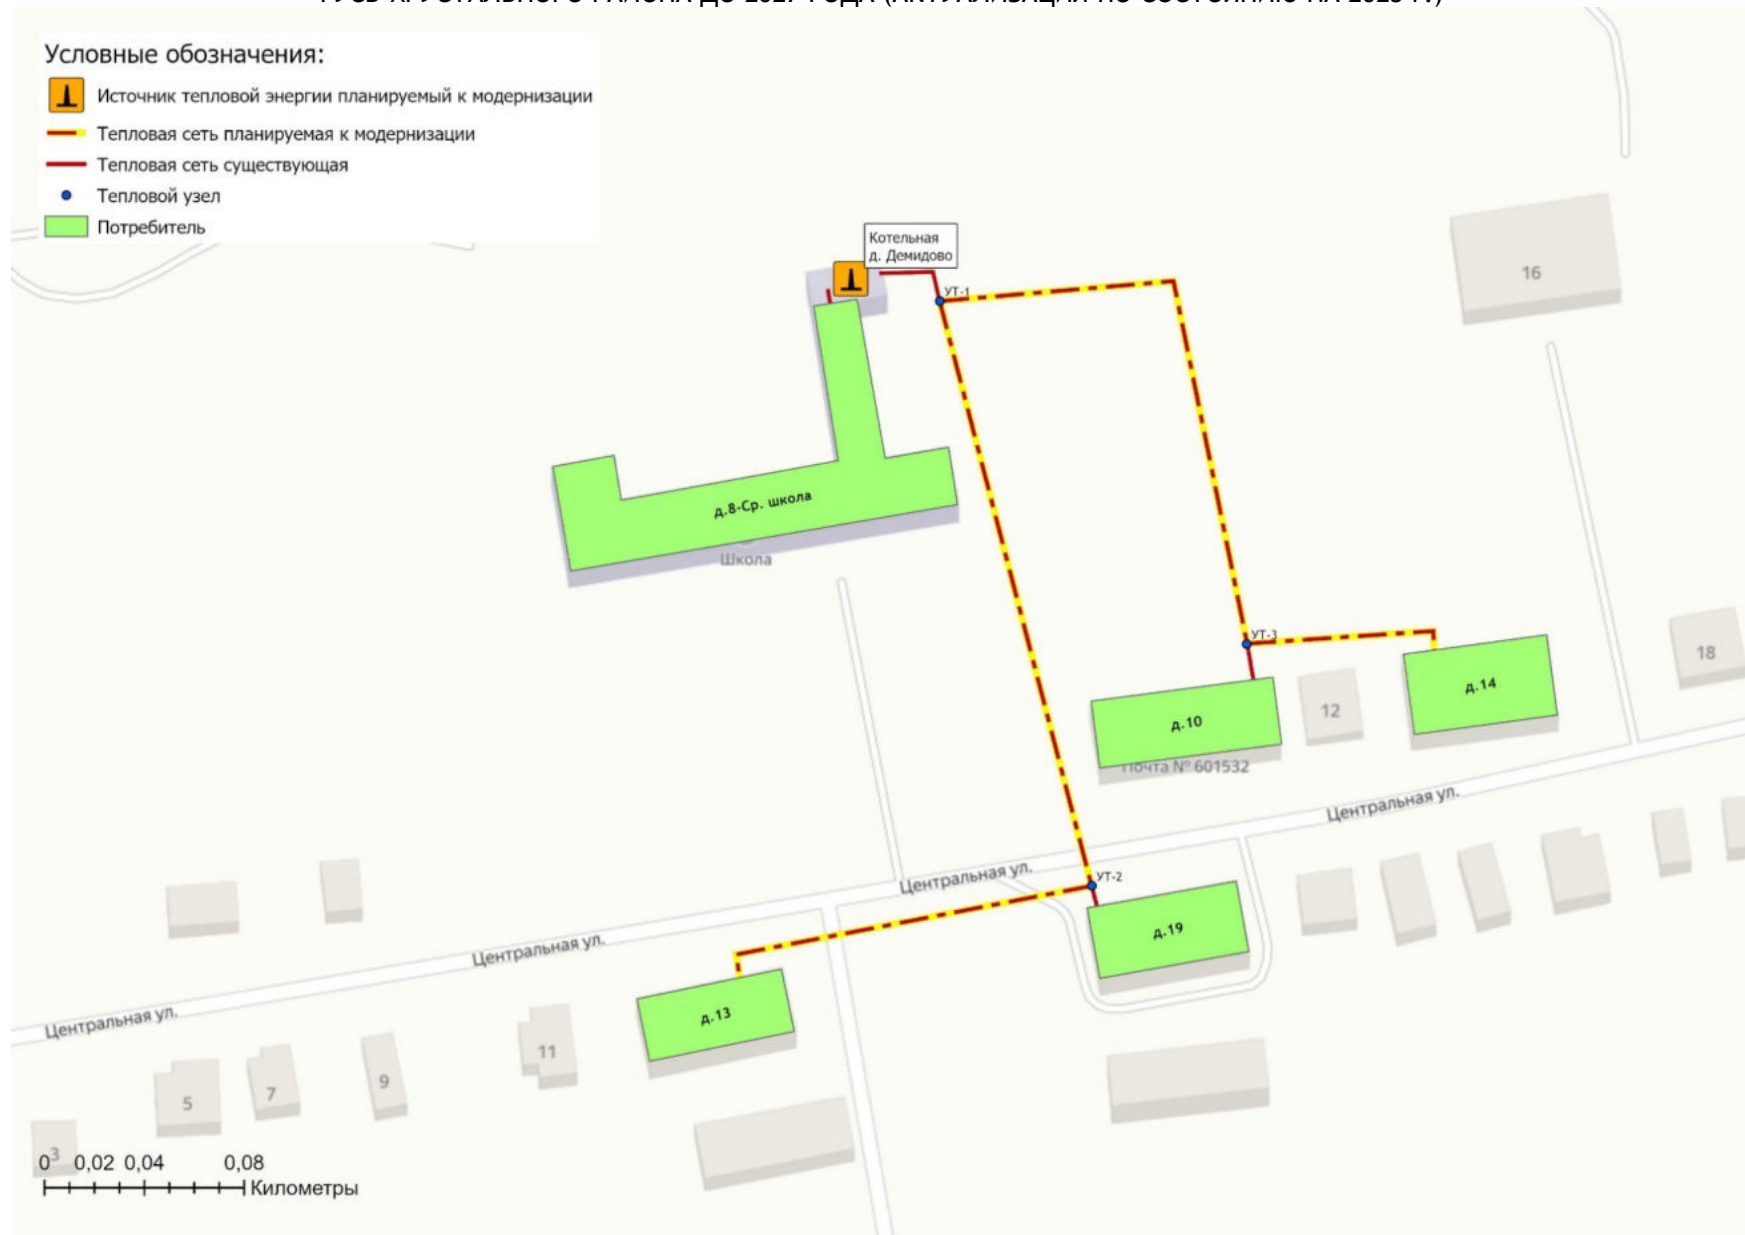 Условные обозначения:
Источник тепловой энергии планируемый к модернизации
Тепловая сеть планируемая к модернизации
Тепловая сеть существующая
Тепловой узел
Потребитель
Котельная
д. Демидово
УТ-1
16
д.8-Ср. школа
Школа
УТ-3
18
д.14
12
д.10
Почта № 601532
Центральная ул.
УТ-2
Центральная ул.
д.19
Центральная ул.
д.13
Центральная ул.
11
9
7
5
3
0 0,02 0,04 0,08
Километры